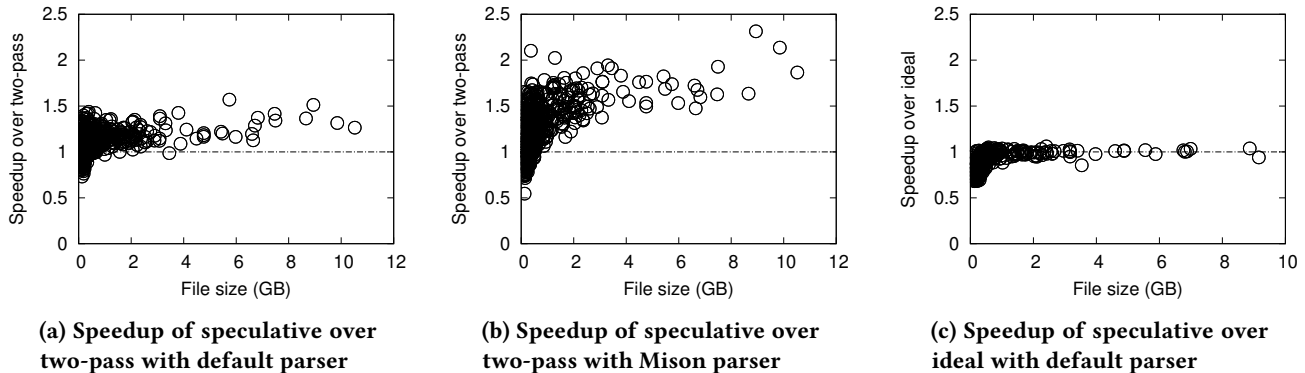 2.5
2
1.5
1
0.5
0
0 2 4 6 8 10 12
Speedup over two-pass
File size (GB)
(a) Speedup of speculative over
two-pass with default parser
2.5
2
1.5
1
0.5
0
0 2 4 6 8 10 12
Speedup over two-pass
File size (GB)
(b) Speedup of speculative over
two-pass with Mison parser
2.5
2
1.5
1
0.5
0
0 2 4 6 8 10
Speedup over ideal
File size (GB)
(c) Speedup of speculative over
ideal with default parser